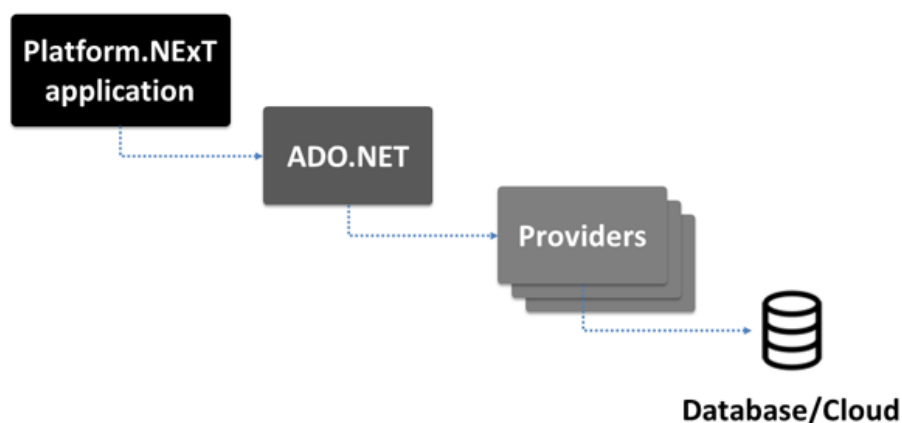 Platform.NExT
application
ADO.NET
Providers
Database/Cloud